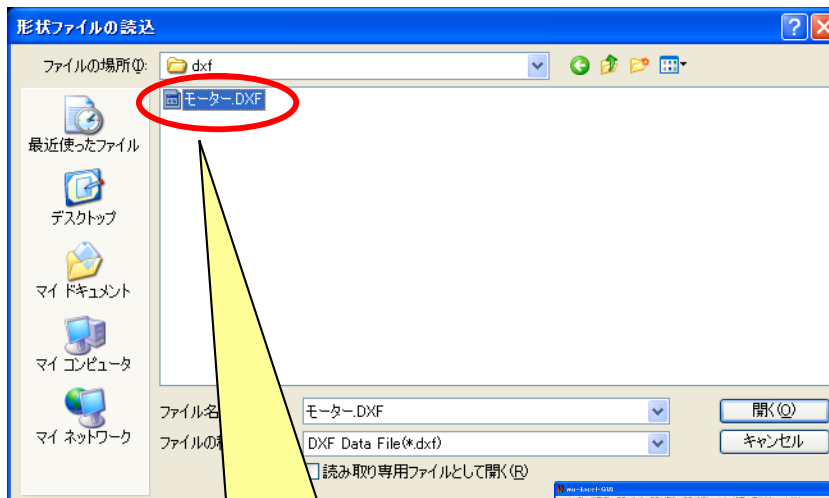 形状ファイルの読込
ファイルの場所(I):
dxf
モーター.DXF
最近使ったファイル
デスクトップ
マイ ドキュメント
マイ コンピュータ
マイ ネットワーク
ファイル名
モーター.DXF
開く(O)
ファイルの
DXF Data File(*.dxf)
キャンセル
読み取り専用ファイルとして開く(R)
mu-Excel-GUI